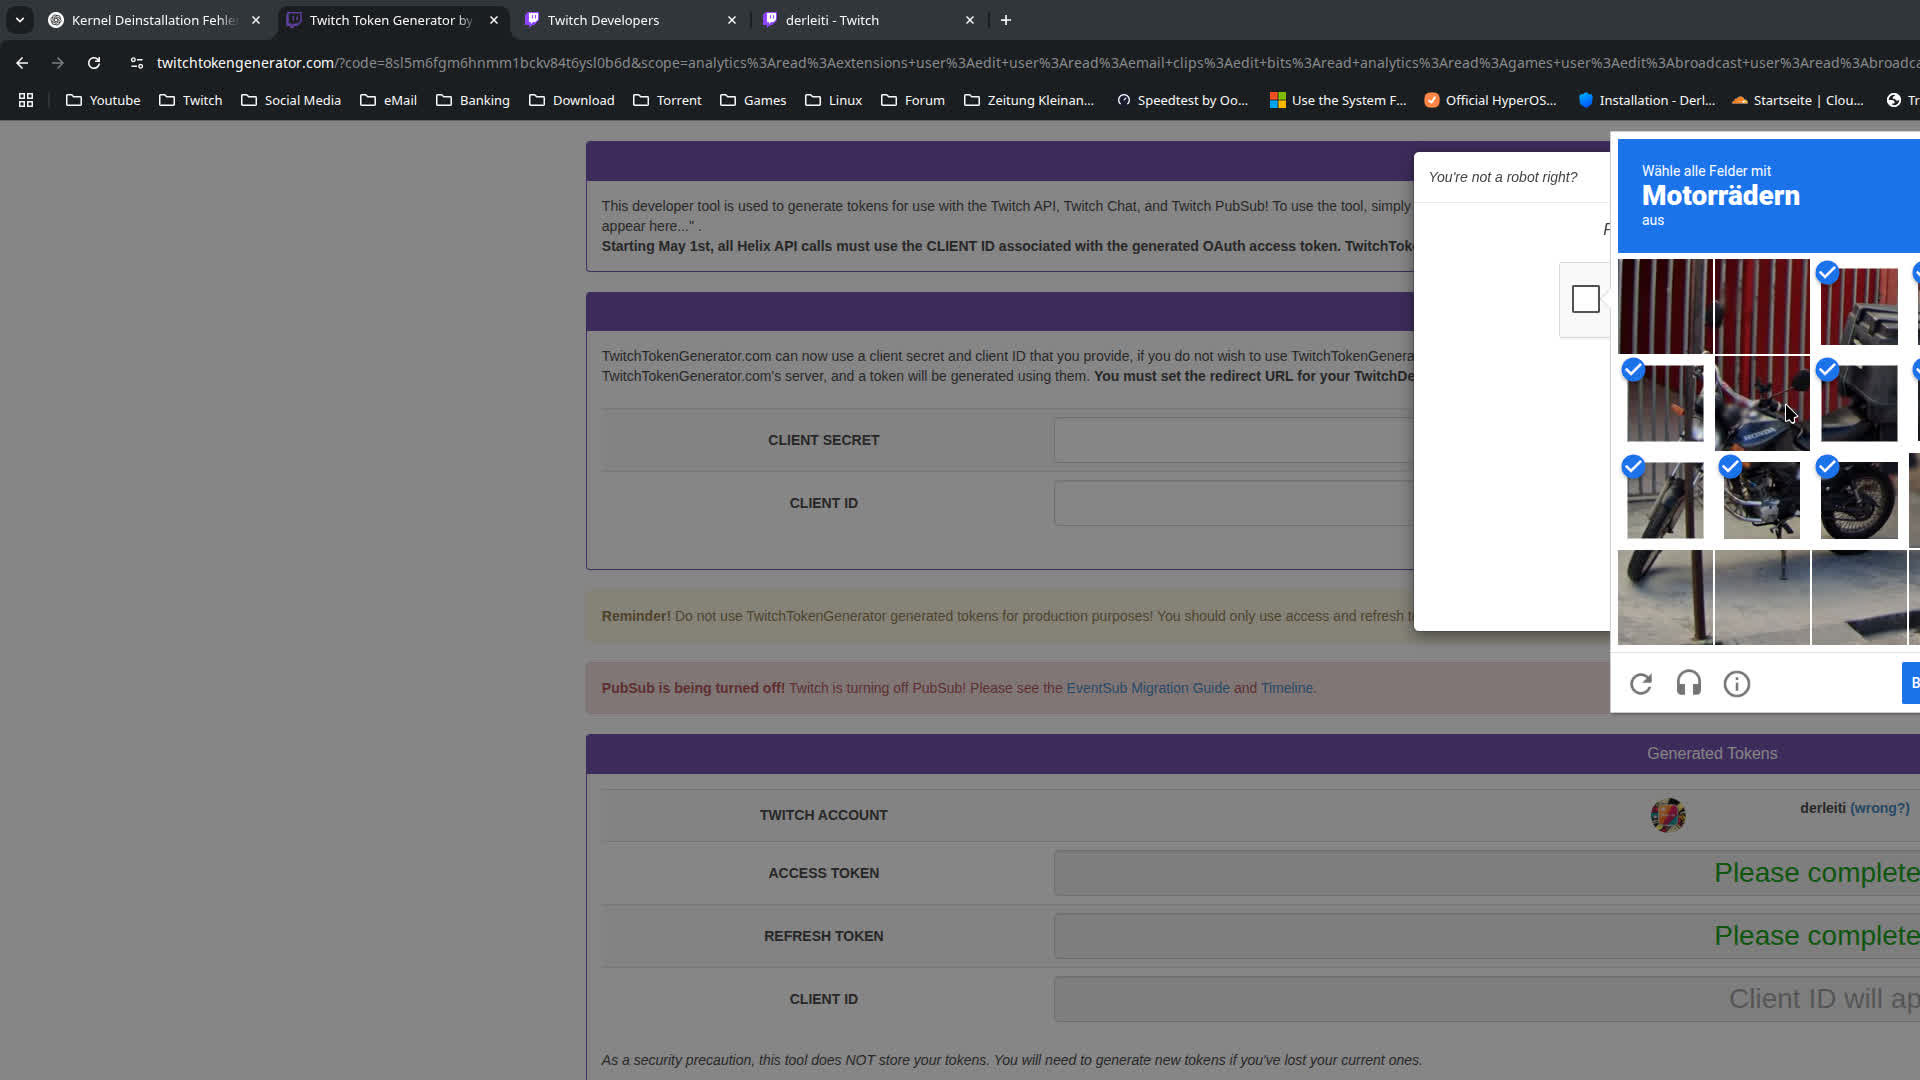 Kernel Deinstallation Fehle
Twitch Token Generator by
Twitch Developers
derleiti - Twitch
twitchtokengenerator.com/?code=8sl5m6fgm6hnmm1bckv84t6ysl0b6d&scope=analytics%3Aread%3Aextensions+user%3Aedit+user%3Aread%3Aemail+clips%3Aedit+bits%3Aread+analytics%3Aread%3Agames+user%3Aedit%3Abroadcast+user%3Aread%3Abroadca
Youtube
Twitch
Social Media
eMail
Banking
Download
Torrent
Games
Linux
Forum
Zeitung Kleinan...
Speedtest by Oo...
Use the System F...
Official HyperOS...
Installation - Derl...
Startseite | Clou...
Tr
You're not a robot right?
Wähle alle Felder mit
Motorrädern
aus
HONDA
B
This developer tool is used to generate tokens for use with the Twitch API, Twitch Chat, and Twitch PubSub! To use the tool, simply
appear here..." .
Starting May 1st, all Helix API calls must use the CLIENT ID associated with the generated OAuth access token. TwitchTok
TwitchTokenGenerator.com can now use a client secret and client ID that you provide, if you do not wish to use TwitchTokenGenera
TwitchTokenGenerator.com's server, and a token will be generated using them. You must set the redirect URL for your TwitchDe
CLIENT SECRET
CLIENT ID
Reminder! Do not use TwitchTokenGenerator generated tokens for production purposes! You should only use access and refresh t
PubSub is being turned off! Twitch is turning off PubSub! Please see the EventSub Migration Guide and Timeline.
Generated Tokens
TWITCH ACCOUNT
derleiti (wrong?)
ACCESS TOKEN
Please complete
REFRESH TOKEN
Please complete
CLIENT ID
Client ID will ap
As a security precaution, this tool does NOT store your tokens. You will need to generate new tokens if you've lost your current ones.